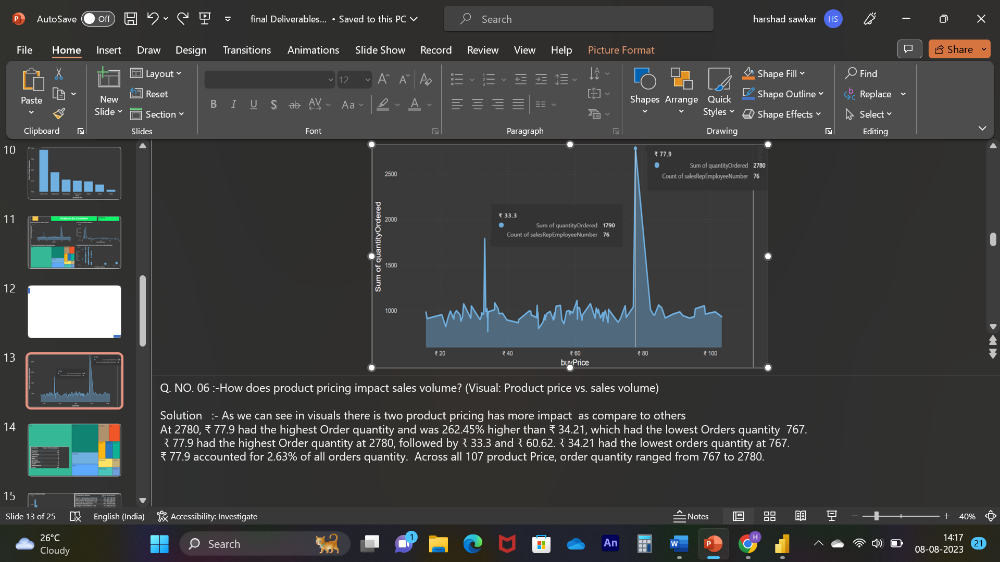 AutoSave Off final Deliverables... • Saved to this PC Search harshad sawkar HS
File Home Insert Draw Design Transitions Animations Slide Show Record Review View Help Picture Format Share
Paste
Clipboard
New
Slide
Layout
Reset
Section
Slides
12
Font
Paragraph
Shapes
Arrange
Quick
Styles
Shape Fill
Shape Outline
Shape Effects
Drawing
Find
Replace
Select
Editing
10
11
Analysis By Customer
12
13
14
15
₹ 77.9
Sum of quantityOrdered 2780
Count of salesRepEmployeeNumber 76
₹ 33.3
Sum of quantityOrdered 1790
Count of salesRepEmployeeNumber 76
Sum of quantityOrdered
2500
2000
1500
1000
₹ 20 ₹ 40 ₹ 60 ₹ 80 ₹ 100
buyPrice
Q. NO. 06 :-How does product pricing impact sales volume? (Visual: Product price vs. sales volume)
Solution :- As we can see in visuals there is two product pricing has more impact as compare to others
At 2780, ₹ 77.9 had the highest Order quantity and was 262.45% higher than ₹ 34.21, which had the lowest Orders quantity 767.
₹ 77.9 had the highest Order quantity at 2780, followed by ₹ 33.3 and ₹ 60.62. ₹ 34.21 had the lowest orders quantity at 767.
₹ 77.9 accounted for 2.63% of all orders quantity. Across all 107 product Price, order quantity ranged from 767 to 2780.
Slide 13 of 25 English (India) Accessibility: Investigate Notes 40%
26°C
Cloudy
Search
1
An
H
14:17
08-08-2023
21